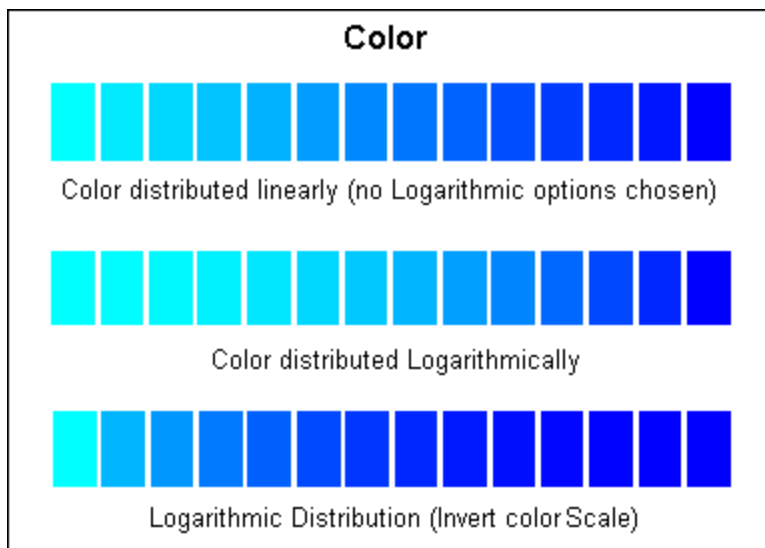 Color
Color distributed linearly (no Logarithmic options chosen)
Color distributed Logarithmically
Logarithmic Distribution (Invert color Scale)